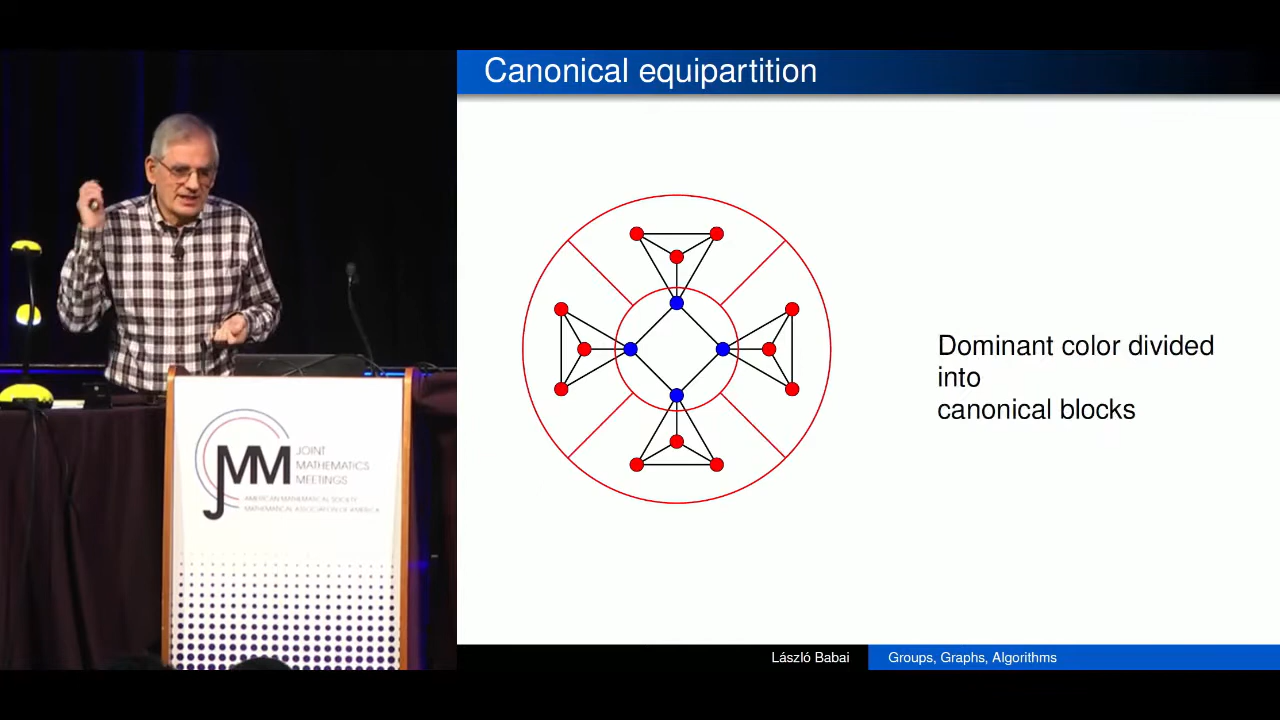 Canonical equipartition
Dominant color divided
into
canonical blocks
JMM
JOINT
MATHEMATICS
MEETINGS
AMERICAN MATHEMATICAL SOCIETY
MATHEMATICAL ASSOCIATION OF AMERICA
László Babai
Groups, Graphs, Algorithms